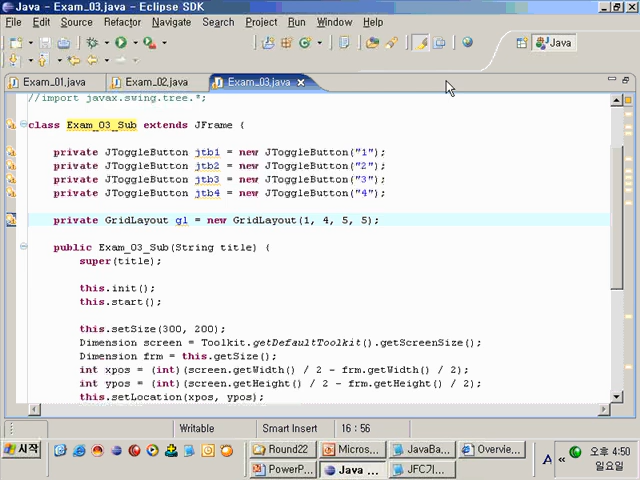 Java - Exam_03.java - Eclipse SDK
File Edit Source Refactor Navigate Search Project Run Window Help
Java
Exam_01.java Exam_02.java Exam_03.java
//import javax.swing.tree.*;
class Exam_03_Sub extends JFrame {
private JToggleButton jtb1 = new JToggleButton("1");
private JToggleButton jtb2 = new JToggleButton("2");
private JToggleButton jtb3 = new JToggleButton("3");
private JToggleButton jtb4 = new JToggleButton("4");
private GridLayout gl = new GridLayout(1, 4, 5, 5);
public Exam_03_Sub(String title) {
super(title);
this.init();
this.start();
this.setSize(300, 200);
Dimension screen = Toolkit.getDefaultToolkit().getScreenSize();
Dimension frm = this.getSize();
int xpos = (int)(screen.getWidth() / 2 - frm.getWidth() / 2);
int ypos = (int)(screen.getHeight() / 2 - frm.getHeight() / 2);
this.setLocation(xpos, ypos);
Writable Smart Insert 16 : 56
시작 Round22 Micros... JavaBa... Overvie... A « 오후 4:50
PowerP... Java ... JFC기... 일요일